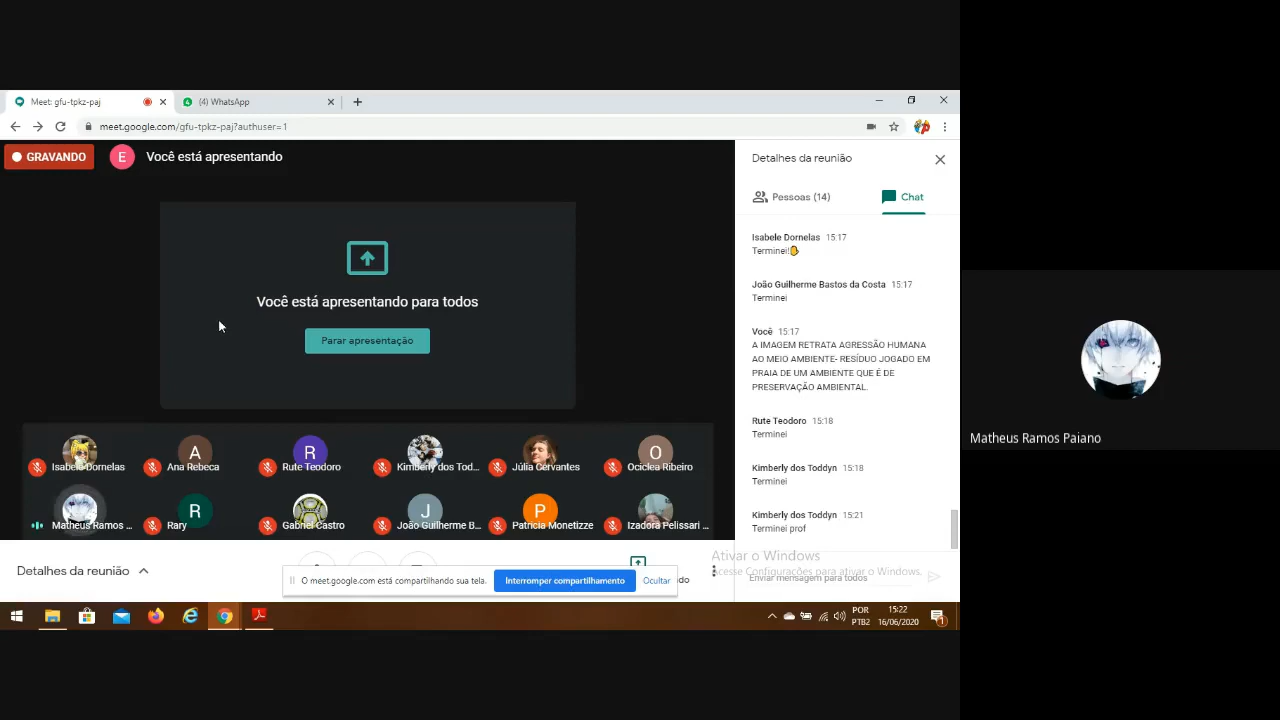 Meet: gfu-tpkz-paj
(4) WhatsApp
meet.google.com/gfu-tpkz-paj?authuser=1
GRAVANDO
E
Você está apresentando
Você está apresentando para todos
Parar apresentação
Isabele Dornelas
A
Ana Rebeca
R
Rute Teodoro
Kimberly dos Tod...
Júlia Cervantes
O
Ociclea Ribeiro
Matheus Ramos ...
R
Rary
Gabriel Castro
J
João Guilherme B...
P
Patricia Monetizze
Izadora Pelissari ...
Detalhes da reunião
O meet.google.com está compartilhando sua tela.
Interromper compartilhamento
Ocultar
Detalhes da reunião
Pessoas (14)
Chat
Isabele Dornelas 15:17
Terminei!✋
João Guilherme Bastos da Costa 15:17
Terminei
Você 15:17
A IMAGEM RETRATA AGRESSÃO HUMANA
AO MEIO AMBIENTE- RESÍDUO JOGADO EM
PRAIA DE UM AMBIENTE QUE É DE
PRESERVAÇÃO AMBIENTAL.
Rute Teodoro 15:18
Terminei
Kimberly dos Toddyn 15:18
Terminei
Kimberly dos Toddyn 15:21
Terminei prof
Ativar o Windows
Acesse Configurações para ativar o Windows.
Enviar mensagem para todos
POR
PTB2
15:22
16/06/2020
1
Matheus Ramos Paiano